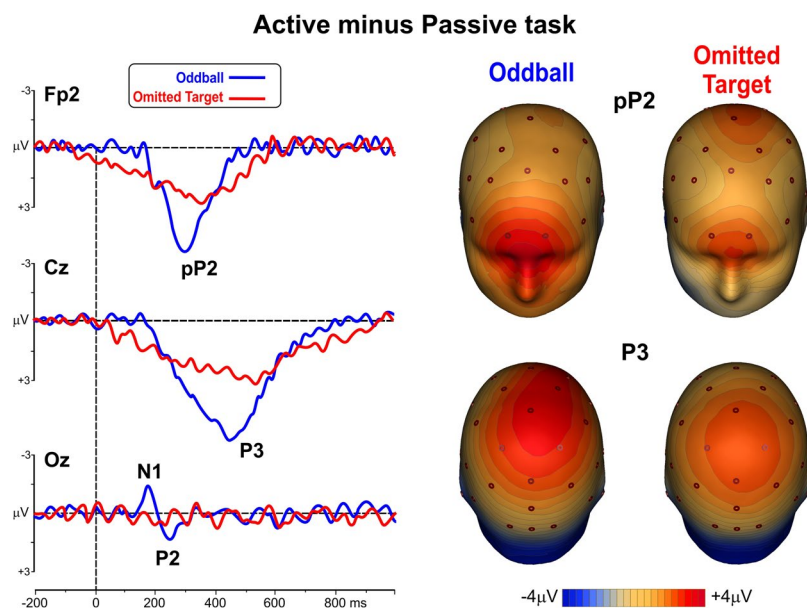 Active minus Passive task
Oddball
Omitted Target
-3
Fp2
µV
+3
pP2
-3
Cz
µV
+3
P3
-3
Oz
N1
µV
P2
+3
-200 0 200 400 600 800 ms
Oddball
Omitted
Target
pP2
P3
-4µV +4µV